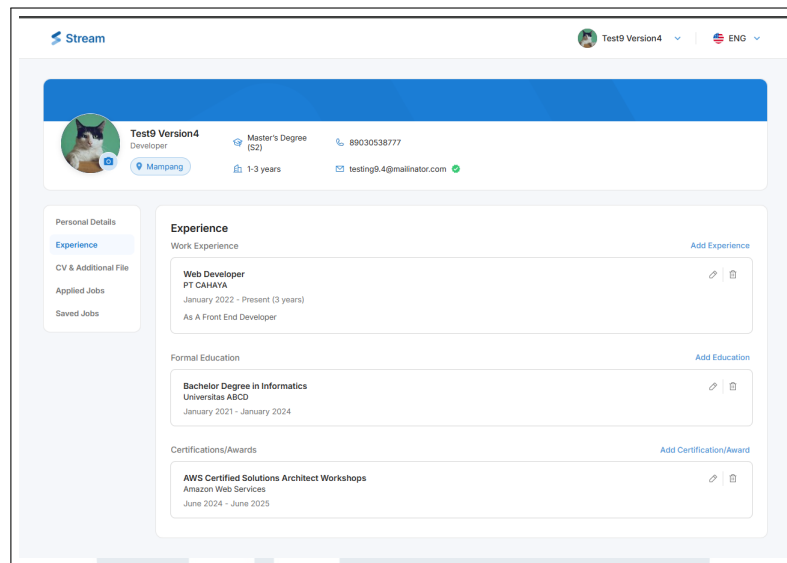 Stream
Test9 Version4
ENG
Test9 Version4
Developer
Mampang
Master's Degree
(S2)
1-3 years
89030538777
testing9.4@mailinator.com
Personal Details
Experience
CV & Additional File
Applied Jobs
Saved Jobs
Experience
Work Experience
Add Experience
Web Developer
PT CAHAYA
January 2022 - Present (3 years)
As A Front End Developer
Formal Education
Add Education
Bachelor Degree in Informatics
Universitas ABCD
January 2021 - January 2024
Certifications/Awards
Add Certification/Award
AWS Certified Solutions Architect Workshops
Amazon Web Services
June 2024 - June 2025